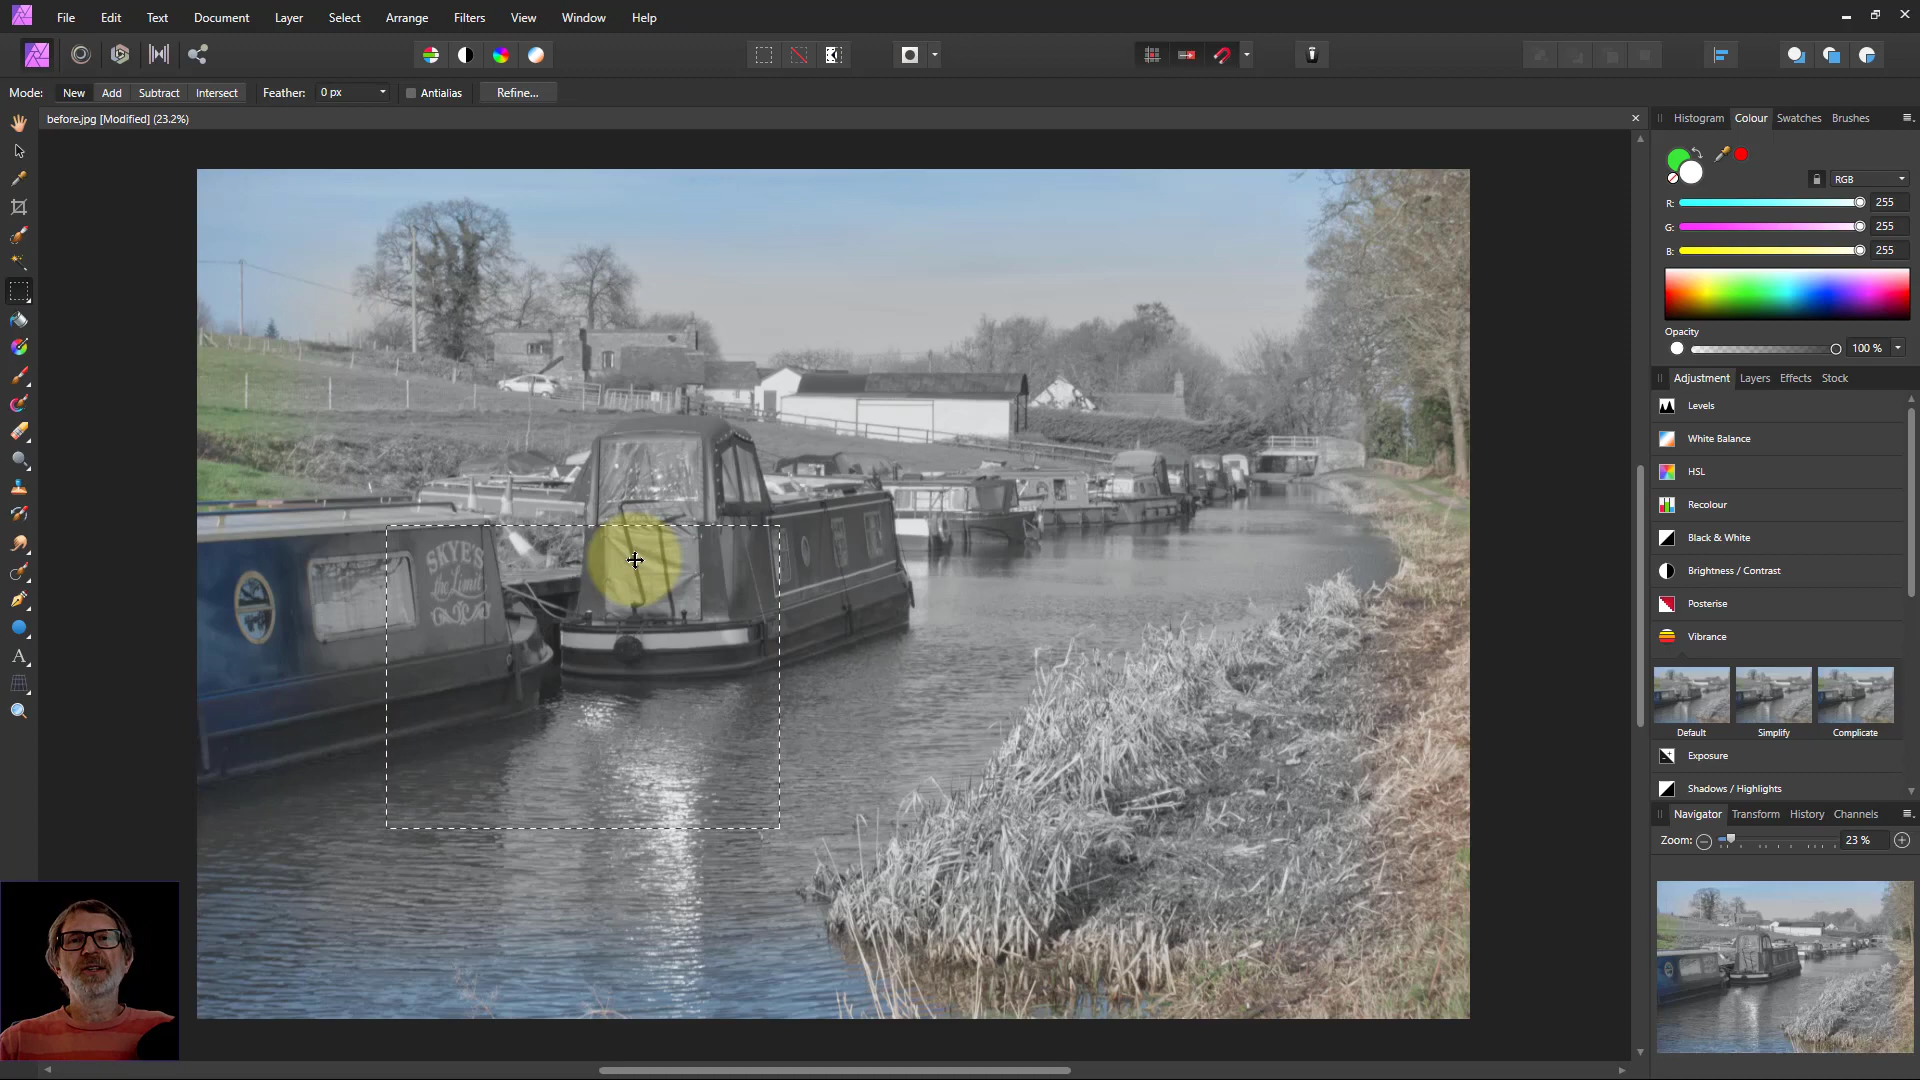 File Edit Text Document Layer Select Arrange Filters View Window Help
Mode: New Add Subtract Intersect Feather: 0 px Antialias Refine...
before.jpg [Modified] (23.2%)
Histogram Colour Swatches Brushes
RGB
R: 255
G: 255
B: 255
Opacity
100 %
Adjustment Layers Effects Stock
Levels
White Balance
HSL
Recolour
Black & White
Brightness / Contrast
Posterise
Vibrance
Default Simplify Complicate
Exposure
Shadows / Highlights
Navigator Transform History Channels
Zoom: 23 %
SKYE'S
the Limit